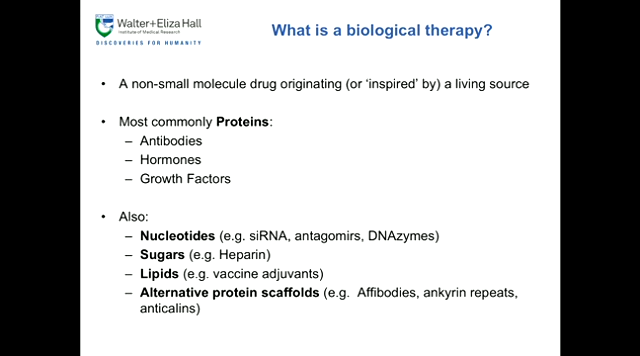 Walter+Eliza Hall
Institute of Medical Research
DISCOVERIES FOR HUMANITY
What is a biological therapy?
• A non-small molecule drug originating (or ‘inspired’ by) a living source
• Most commonly Proteins:
– Antibodies
– Hormones
– Growth Factors
• Also:
– Nucleotides (e.g. siRNA, antagomirs, DNAzymes)
– Sugars (e.g. Heparin)
– Lipids (e.g. vaccine adjuvants)
– Alternative protein scaffolds (e.g. Affibodies, ankyrin repeats,
anticalins)